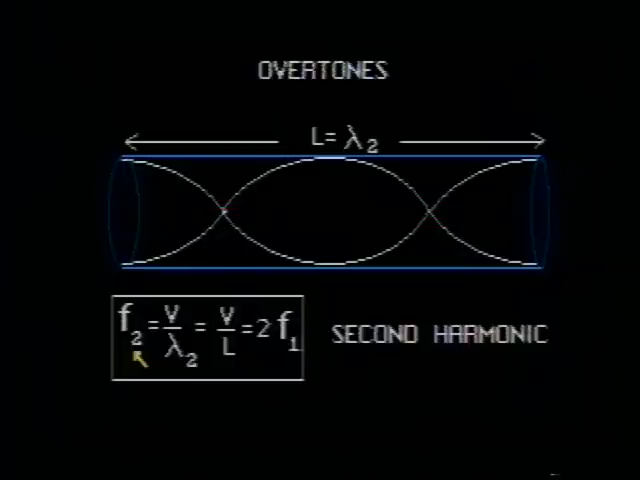 OVERTONES
L= λ₂
f₂ = V/λ₂ = V/L = 2 f₁
SECOND HARMONIC